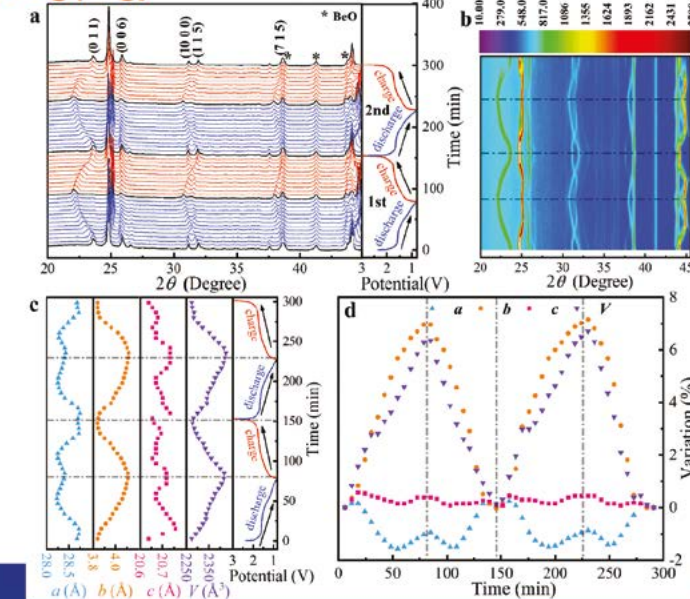 a
* BeO
(0 1 1)
(0 0 6)
(10 0 0)
(1 1 5)
(7 1 5)
*
*
*
charge
discharge
2nd
charge
discharge
1st
400
300
200
100
0
Time (min)
20
25
30
35
40
3
2
1
2θ (Degree)
Potential(V)
b
10.00
279.0
548.0
817.0
1086
1355
1624
1893
2162
2431
20
25
30
35
40
45
2θ (Degree)
c
charge
discharge
charge
discharge
300
250
200
150
100
50
0
Time (min)
28.0
28.5
3.8
4.0
20.6
20.7
2250
2350
3
2
1
Potential (V)
a (Å)
b (Å)
c (Å)
V (Å³)
d
a
b
c
V
8
6
4
2
0
-2
Variation (%)
0
50
100
150
200
250
300
Time (min)